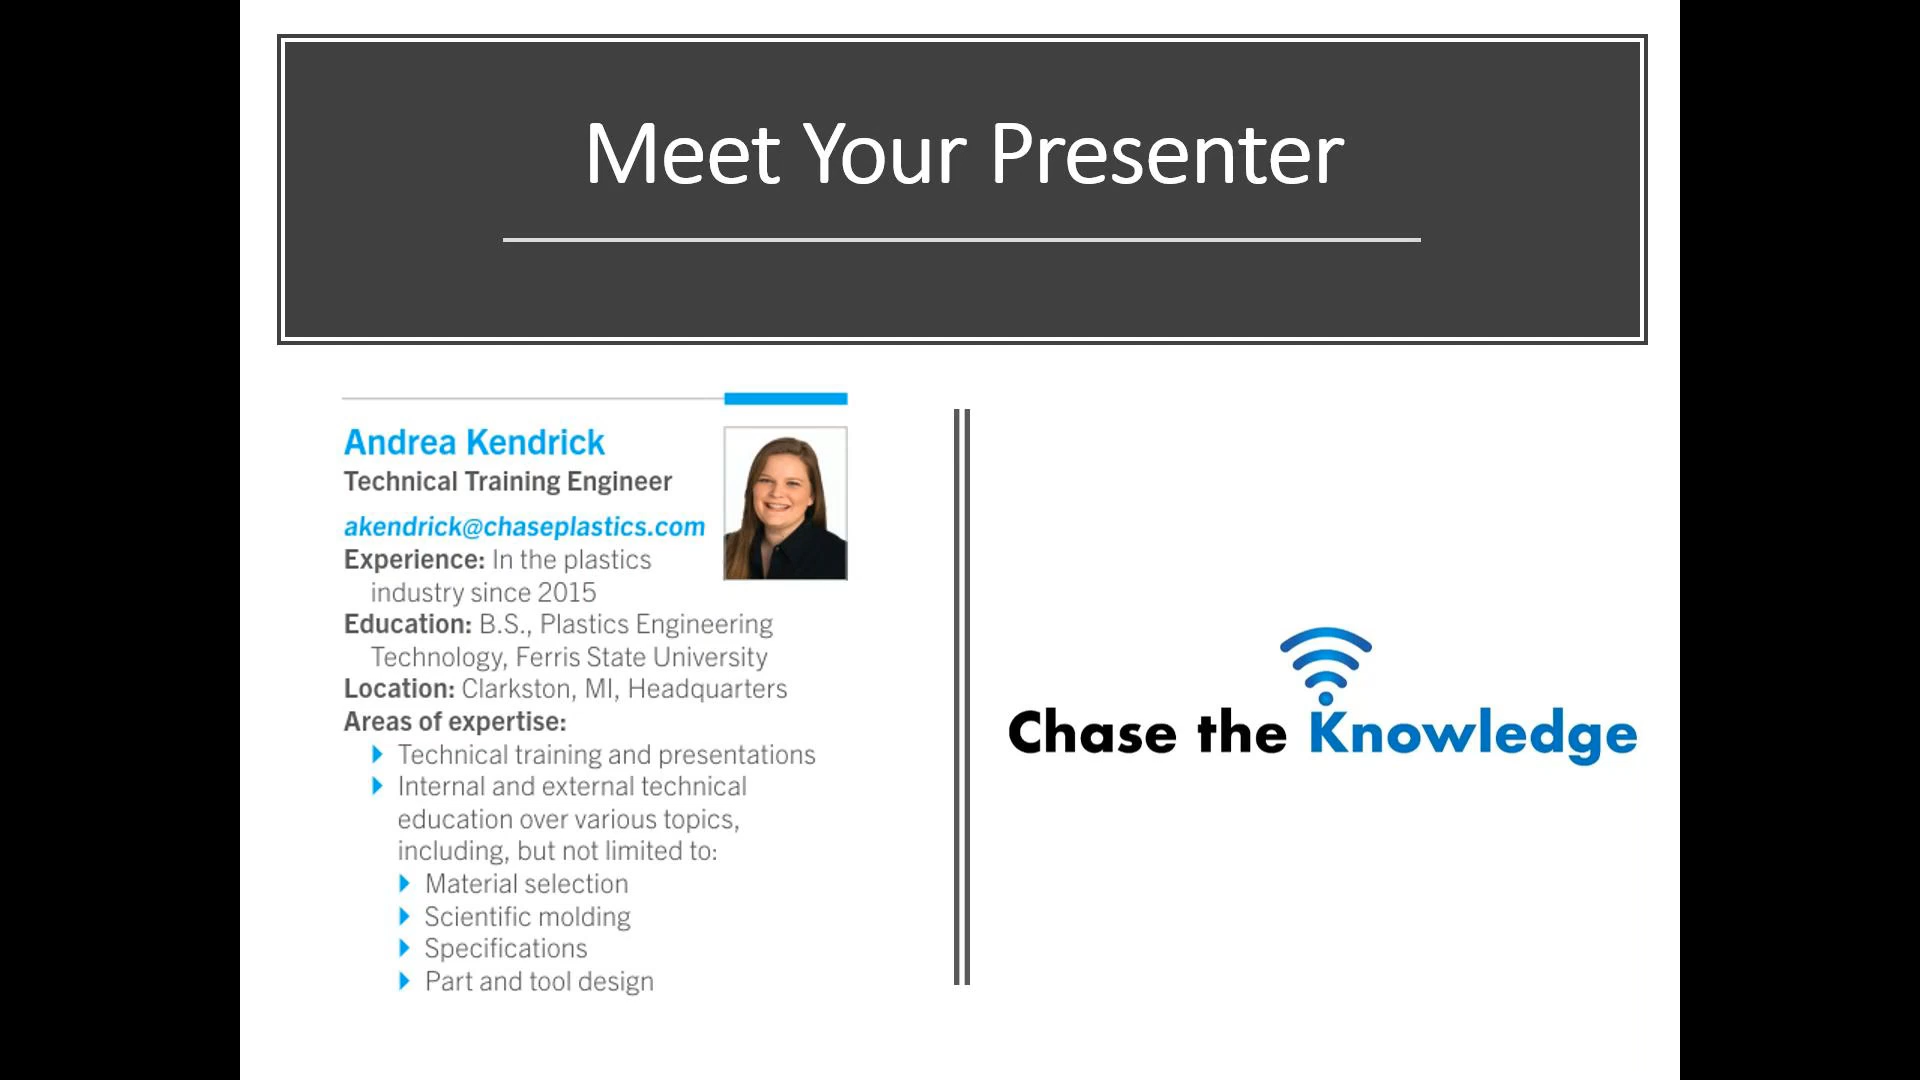 Meet Your Presenter
Andrea Kendrick
Technical Training Engineer
akendrick@chaseplastics.com
Experience: In the plastics
industry since 2015
Education: B.S., Plastics Engineering
Technology, Ferris State University
Location: Clarkston, MI, Headquarters
Areas of expertise:
Technical training and presentations
Internal and external technical
education over various topics,
including, but not limited to:
Material selection
Scientific molding
Specifications
Part and tool design
Chase the Knowledge